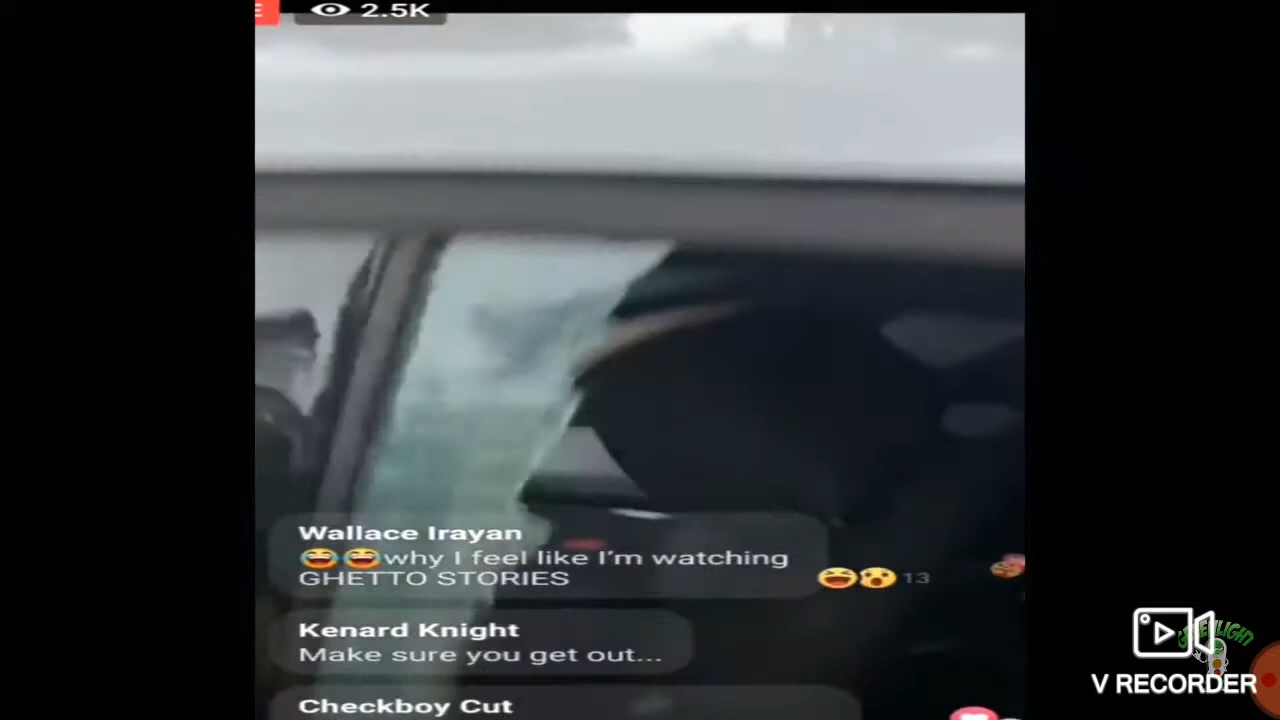 E 2.5K
Wallace Irayan
😆😆why I feel like I'm watching
GHETTO STORIES
13
Kenard Knight
Make sure you get out...
Checkboy Cut
V RECORDER